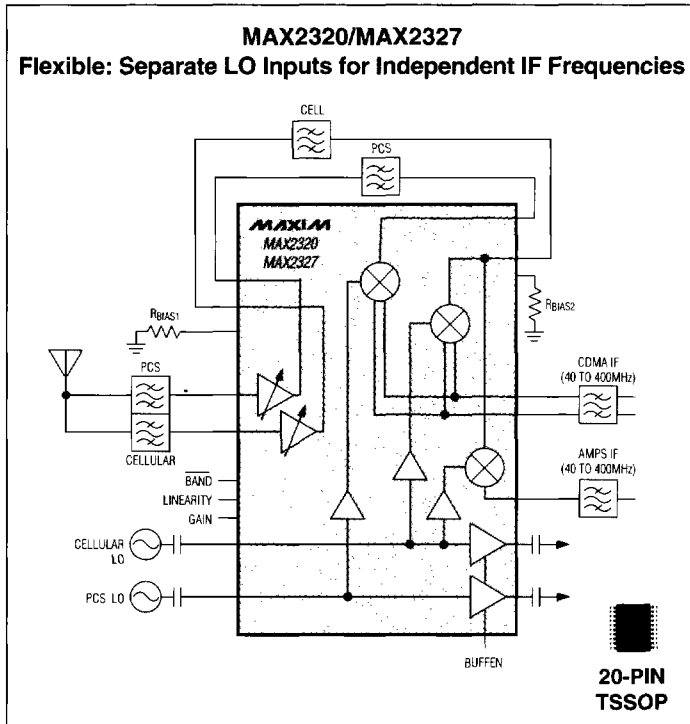 MAX2320/MAX2327
Flexible: Separate LO Inputs for Independent IF Frequencies
CELL
PCS
MAXIM
MAX2320
MAX2327
RBIAS1
RBIAS2
PCS
CELLULAR
CDMA IF
(40 TO 400MHz)
AMPS IF
(40 TO 400MHz)
BAND
LINEARITY
GAIN
CELLULAR
LO
PCS LO
BUFFEN
20-PIN
TSSOP